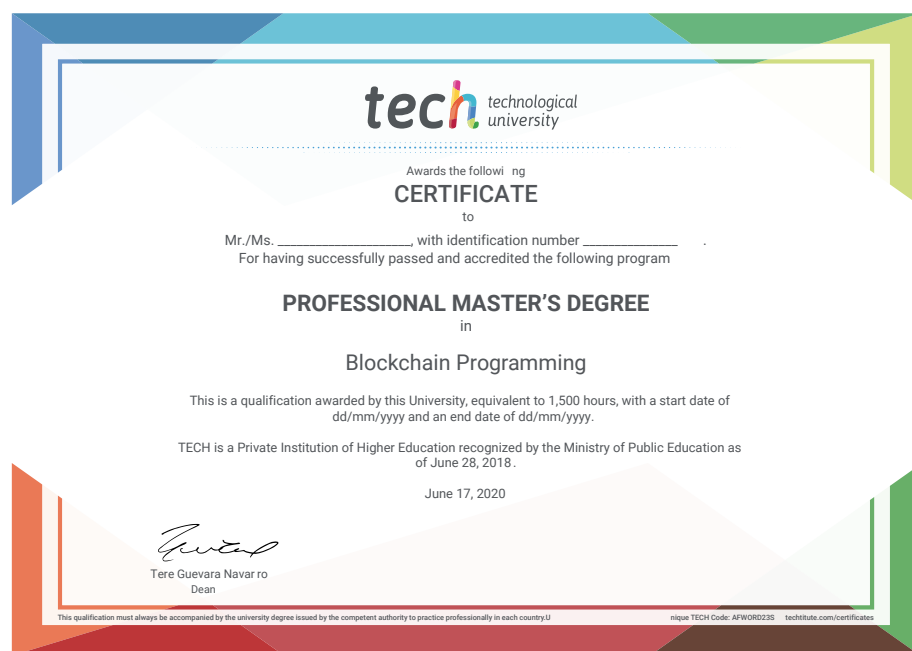 tech technological
university
Awards the followi ng
CERTIFICATE
to
Mr./Ms. _____________________, with identification number _______________ .
For having successfully passed and accredited the following program
PROFESSIONAL MASTER'S DEGREE
in
Blockchain Programming
This is a qualification awarded by this University, equivalent to 1,500 hours, with a start date of
dd/mm/yyyy and an end date of dd/mm/yyyy.
TECH is a Private Institution of Higher Education recognized by the Ministry of Public Education as
of June 28, 2018.
June 17, 2020
Tere Guevara Navar ro
Dean
This qualification must always be accompanied by the university degree issued by the competent authority to practice professionally in each country.U nique TECH Code: AFWORD23S techtitute.com/certificates